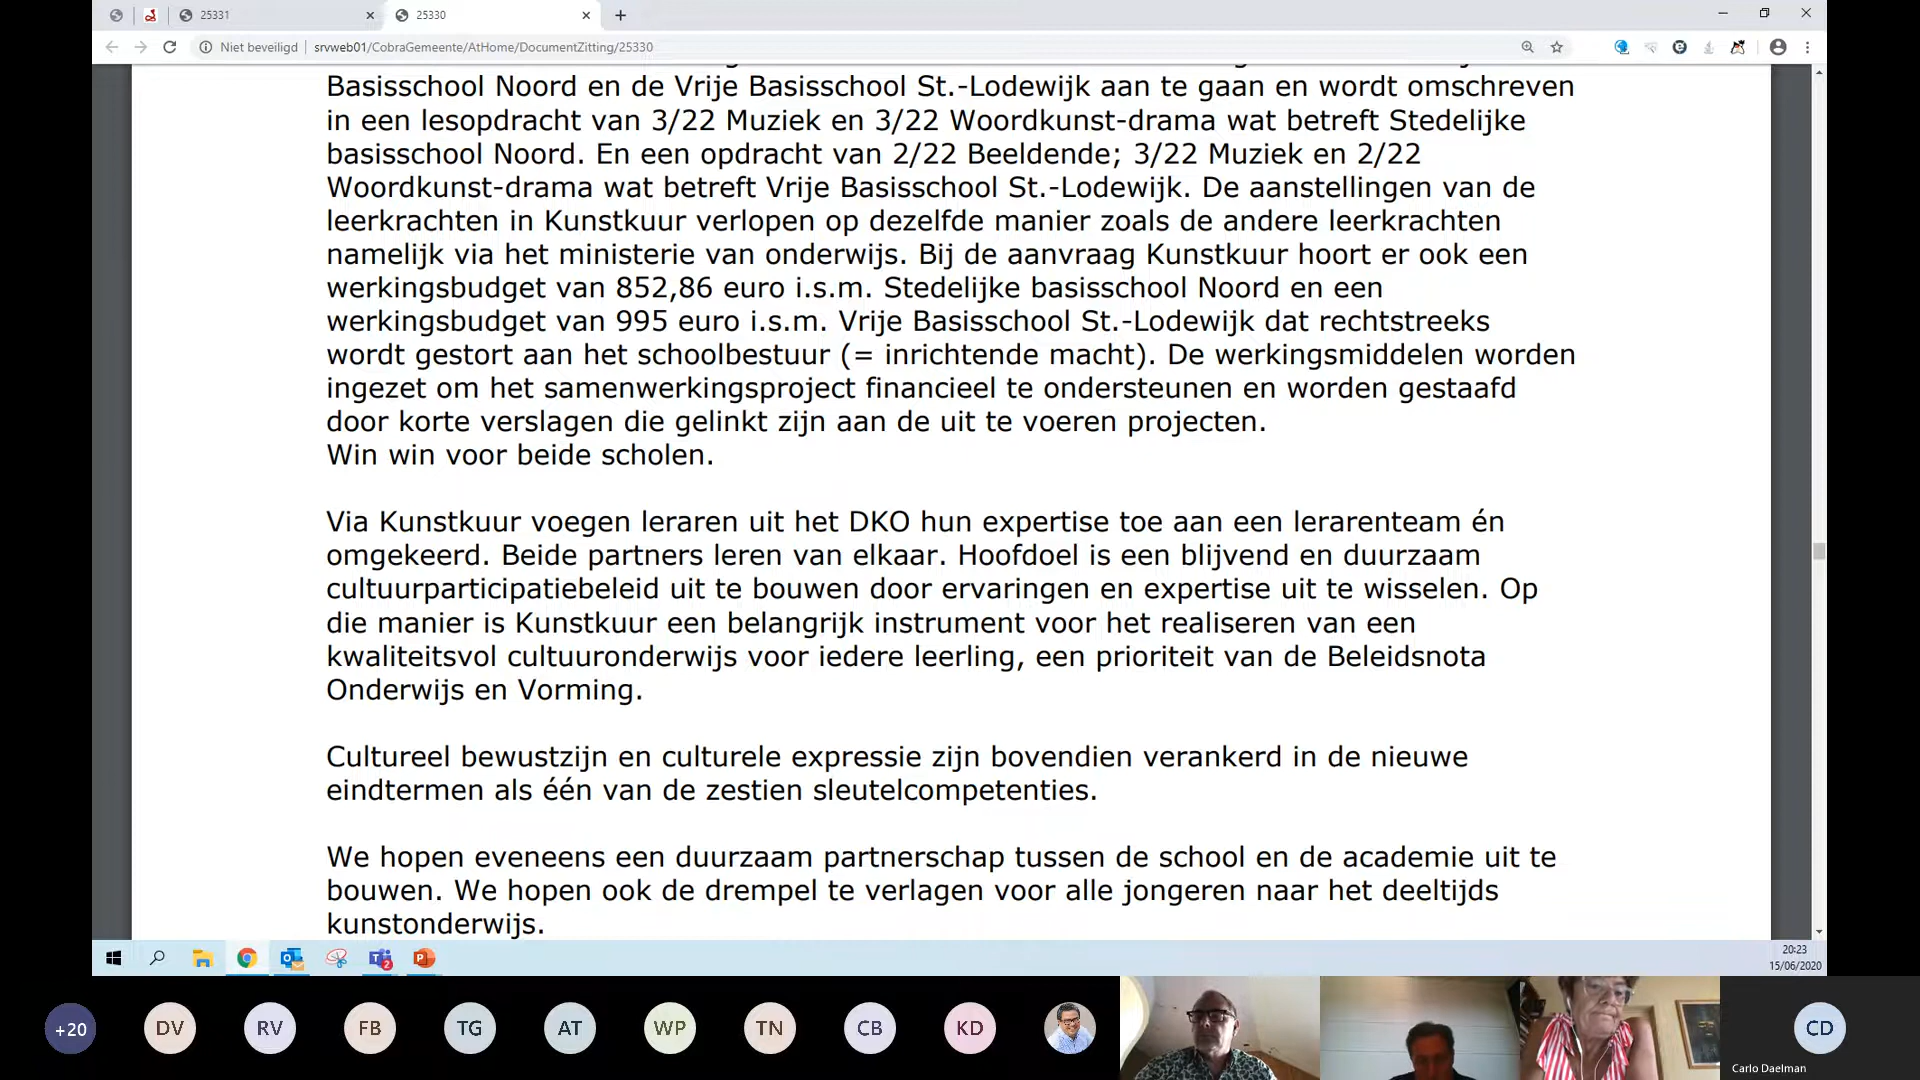 25331
25330
Niet beveiligd
srvweb01/CobraGemeente/AtHome/DocumentZitting/25330
Basisschool Noord en de Vrije Basisschool St.-Lodewijk aan te gaan en wordt omschreven
in een lesopdracht van 3/22 Muziek en 3/22 Woordkunst-drama wat betreft Stedelijke
basisschool Noord. En een opdracht van 2/22 Beeldende; 3/22 Muziek en 2/22
Woordkunst-drama wat betreft Vrije Basisschool St.-Lodewijk. De aanstellingen van de
leerkrachten in Kunstkuur verlopen op dezelfde manier zoals de andere leerkrachten
namelijk via het ministerie van onderwijs. Bij de aanvraag Kunstkuur hoort er ook een
werkingsbudget van 852,86 euro i.s.m. Stedelijke basisschool Noord en een
werkingsbudget van 995 euro i.s.m. Vrije Basisschool St.-Lodewijk dat rechtstreeks
wordt gestort aan het schoolbestuur (= inrichtende macht). De werkingsmiddelen worden
ingezet om het samenwerkingsproject financieel te ondersteunen en worden gestaafd
door korte verslagen die gelinkt zijn aan de uit te voeren projecten.
Win win voor beide scholen.
Via Kunstkuur voegen leraren uit het DKO hun expertise toe aan een lerarenteam én
omgekeerd. Beide partners leren van elkaar. Hoofdoel is een blijvend en duurzaam
cultuurparticipatiebeleid uit te bouwen door ervaringen en expertise uit te wisselen. Op
die manier is Kunstkuur een belangrijk instrument voor het realiseren van een
kwaliteitsvol cultuuronderwijs voor iedere leerling, een prioriteit van de Beleidsnota
Onderwijs en Vorming.
Cultureel bewustzijn en culturele expressie zijn bovendien verankerd in de nieuwe
eindtermen als één van de zestien sleutelcompetenties.
We hopen eveneens een duurzaam partnerschap tussen de school en de academie uit te
bouwen. We hopen ook de drempel te verlagen voor alle jongeren naar het deeltijds
kunstonderwijs.
20:23
15/06/2020
+20
DV
RV
FB
TG
AT
WP
TN
CB
KD
CD
Carlo Daelman